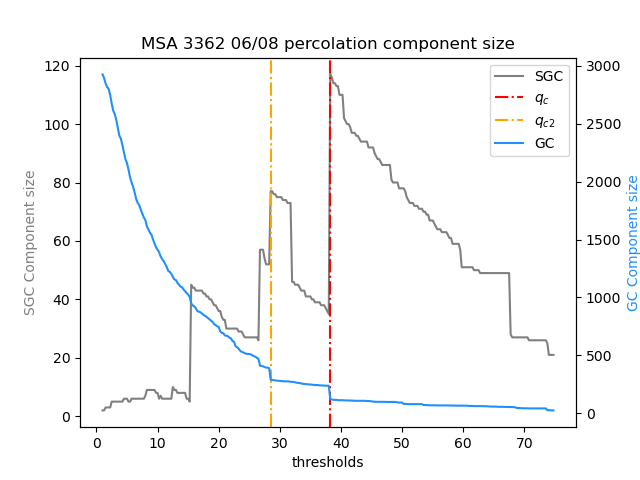 MSA 3362 06/08 percolation component size
SGC
q_c
q_c2
GC
120
100
80
60
40
20
0
SGC Component size
3000
2500
2000
1500
1000
500
0
GC Component size
0 10 20 30 40 50 60 70
thresholds